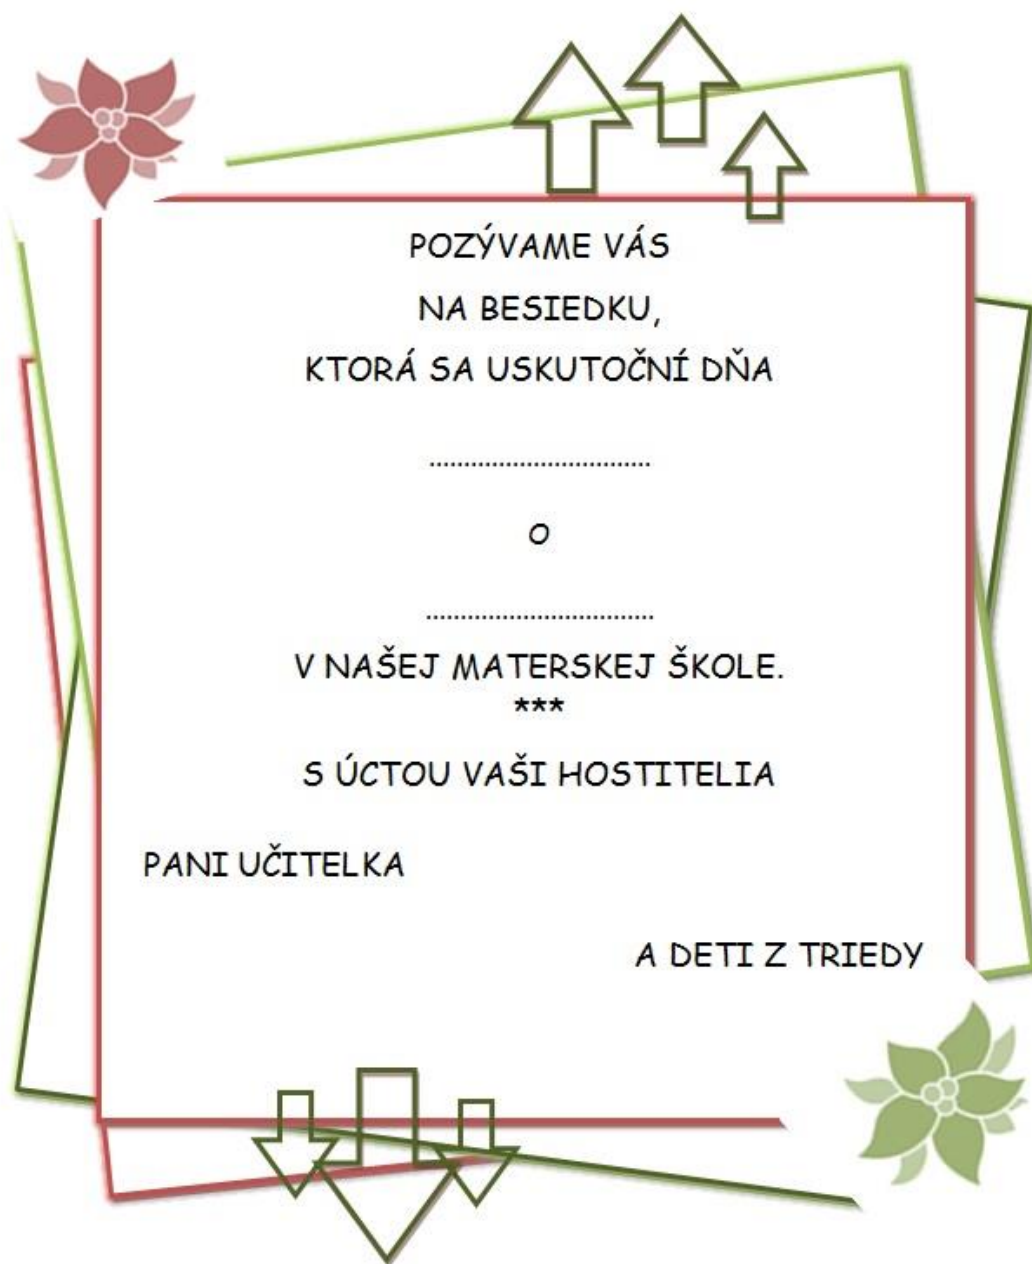 POZÝVAME VÁS
NA BESIEDKU,
KTORÁ SA USKUTOČNÍ DŇA
................................
O
.................................
V NAŠEJ MATERSKEJ ŠKOLE.
***
S ÚCTOU VAŠI HOSTITELIA
PANI UČITELKA
A DETI Z TRIEDY